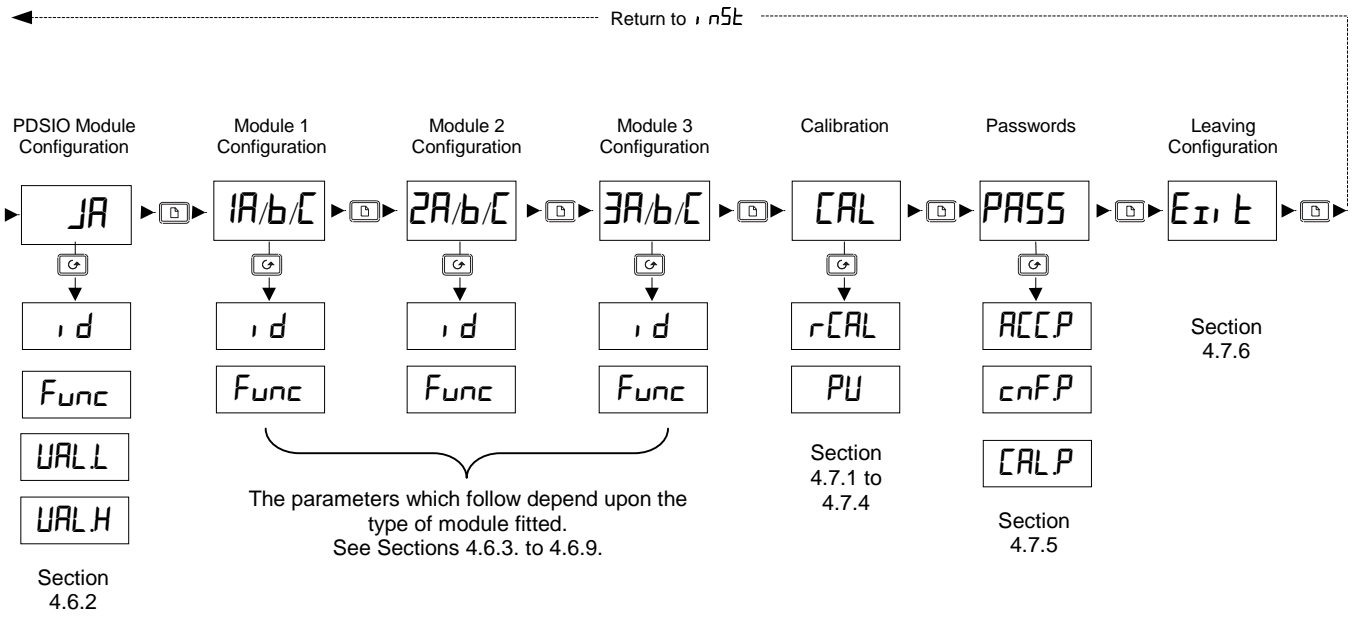 Return to inSt
PDSIO Module
Configuration
Module 1
Configuration
Module 2
Configuration
Module 3
Configuration
Calibration
Passwords
Leaving
Configuration
JA
1A/b/C
2A/b/C
3A/b/C
CAL
PASS
Exit
id
id
id
id
rCAL
ACC.P
Func
Func
Func
Func
PV
cnF.P
VAL.L
VAL.H
CAL.P
Section
4.6.2
The parameters which follow depend upon the
type of module fitted.
See Sections 4.6.3. to 4.6.9.
Section
4.7.1 to
4.7.4
Section
4.7.5
Section
4.7.6